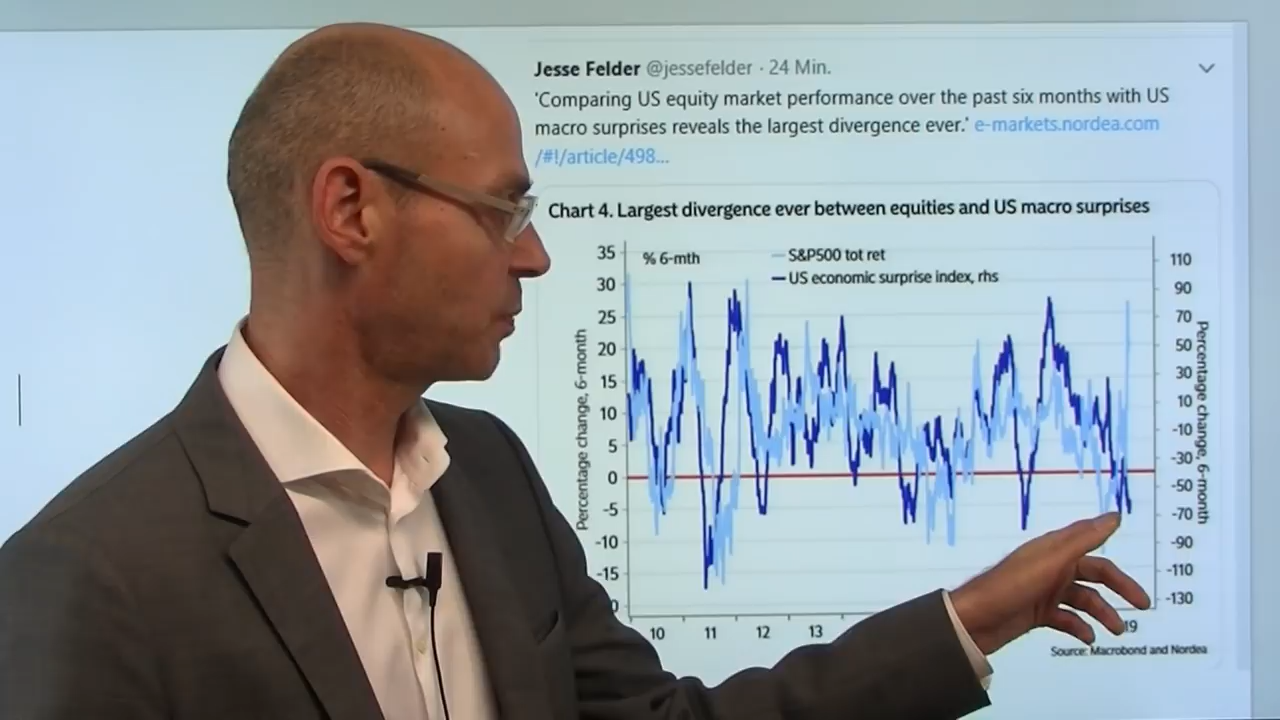 Jesse Felder @jessefelder · 24 Min.
'Comparing US equity market performance over the past six months with US
macro surprises reveals the largest divergence ever.' e-markets.nordea.com
/#!/article/498...
Chart 4. Largest divergence ever between equities and US macro surprises
% 6-mth
S&P500 tot ret
US economic surprise index, rhs
Percentage change, 6-month
35
30
25
20
15
10
5
0
-5
-10
-15
110
90
70
50
30
10
-10
-30
-50
-70
-90
-110
-130
Percentage change, 6-month
10 11 12 13 19
Source: Macrobond and Nordea